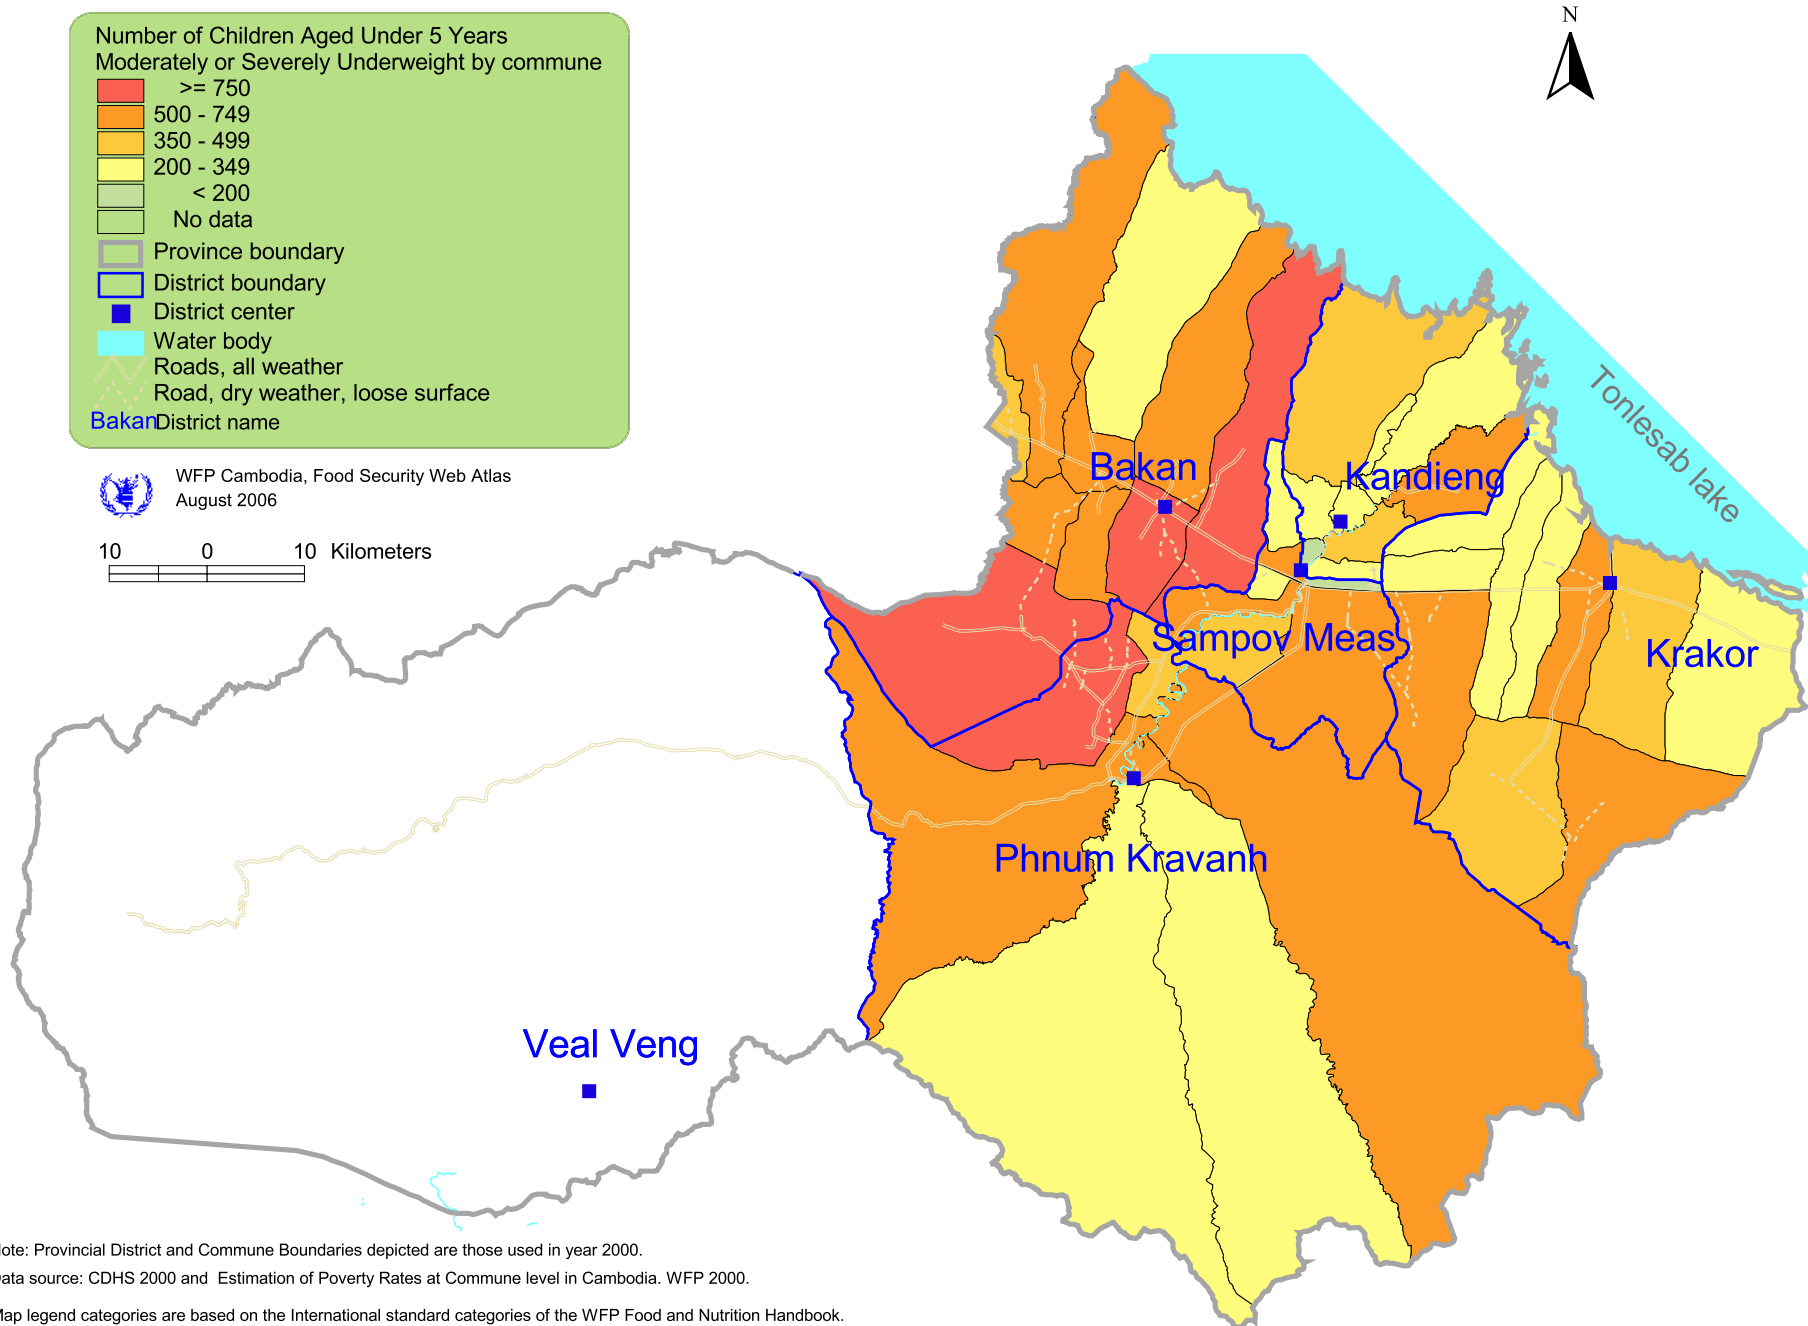 Number of Children Aged Under 5 Years
Moderately or Severely Underweight by commune
>= 750
500 - 749
350 - 499
200 - 349
< 200
No data
Province boundary
District boundary
District center
Water body
Roads, all weather
Road, dry weather, loose surface
Bakan District name
WFP Cambodia, Food Security Web Atlas
August 2006
10 0 10 Kilometers
N
Tonlesab lake
Bakan
Kandieng
Sampov Meas
Krakor
Phnum Kravanh
Veal Veng
ote: Provincial District and Commune Boundaries depicted are those used in year 2000.
ata source: CDHS 2000 and Estimation of Poverty Rates at Commune level in Cambodia. WFP 2000.
Map legend categories are based on the International standard categories of the WFP Food and Nutrition Handbook.